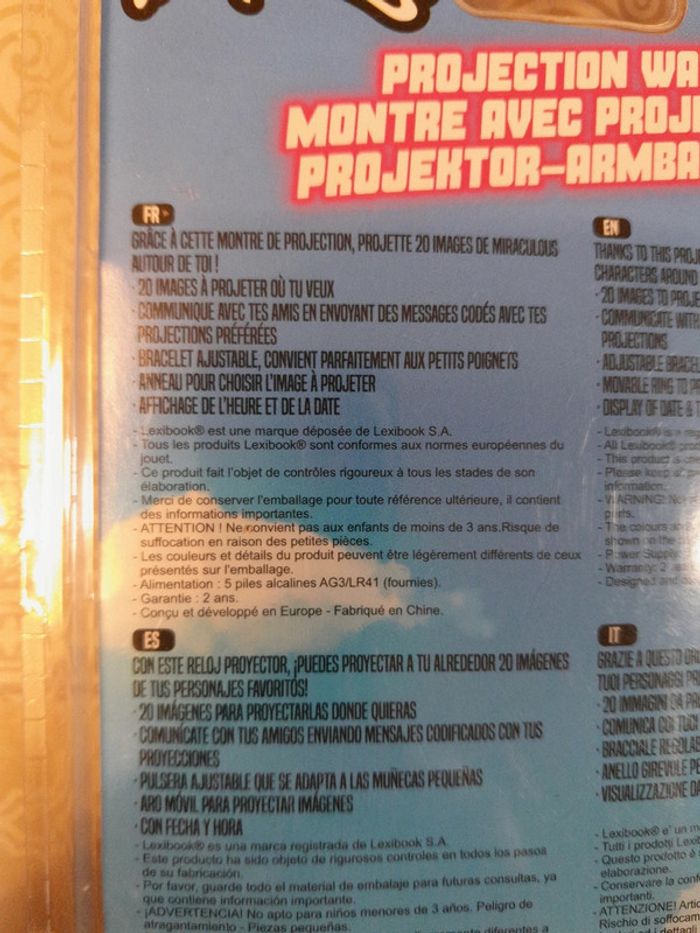 PROJECTION WA
MONTRE AVEC PROJ
PROJEKTOR-ARMBA
FR
GRÂCE À CETTE MONTRE DE PROJECTION, PROJETTE 20 IMAGES DE MIRACULOUS
AUTOUR DE TOI !
· 20 IMAGES À PROJETER OÙ TU VEUX
· COMMUNIQUE AVEC TES AMIS EN ENVOYANT DES MESSAGES CODÉS AVEC TES
PROJECTIONS PRÉFÉRÉES
· BRACELET AJUSTABLE, CONVIENT PARFAITEMENT AUX PETITS POIGNETS
· ANNEAU POUR CHOISIR L'IMAGE À PROJETER
· AFFICHAGE DE L'HEURE ET DE LA DATE
- Lexibook® est une marque déposée de Lexibook S.A.
- Tous les produits Lexibook® sont conformes aux normes européennes du
jouet.
- Ce produit fait l'objet de contrôles rigoureux à tous les stades de son
élaboration.
- Merci de conserver l'emballage pour toute référence ultérieure, il contient
des informations importantes.
- ATTENTION ! Ne convient pas aux enfants de moins de 3 ans.Risque de
suffocation en raison des petites pièces.
- Les couleurs et détails du produit peuvent être légèrement différents de ceux
présentés sur l'emballage.
- Alimentation : 5 piles alcalines AG3/LR41 (fournies).
- Garantie : 2 ans.
- Conçu et développé en Europe - Fabriqué en Chine.
ES
CON ESTE RELOJ PROYECTOR, ¡PUEDES PROYECTAR A TU ALREDEDOR 20 IMÁGENES
DE TUS PERSONAJES FAVORITOS!
· 20 IMÁGENES PARA PROYECTARLAS DONDE QUIERAS
· COMUNÍCATE CON TUS AMIGOS ENVIANDO MENSAJES CODIFICADOS CON TUS
PROYECCIONES
· PULSERA AJUSTABLE QUE SE ADAPTA A LAS MUÑECAS PEQUEÑAS
· ARO MÓVIL PARA PROYECTAR IMÁGENES
· CON FECHA Y HORA
- Lexibook® es una marca registrada de Lexibook S.A.
- Este producto ha sido objeto de rigurosos controles en todos los pasos
de su fabricación.
- Por favor, guarde todo el material de embalaje para futuras consultas, ya
que contiene información importante.
- ¡ADVERTENCIA! No apto para niños menores de 3 años. Peligro de
atragantamiento - Piezas pequeñas.
EN
THANKS TO THIS PROJ
CHARACTERS AROUND
· 20 IMAGES TO PROJ
· COMMUNICATE WITH
PROJECTIONS
· ADJUSTABLE BRACEL
· MOVABLE RING TO
· DISPLAY OF DATE & T
- Lexibook® is
- All Lexibook®
- This product is
- Please keep
information.
- WARNING!
parts.
- The colours
shown on the
- Power Supply
- Warranty: 2
- Designed and
IT
GRAZIE A QUESTO
TUOI PERSONAGGI
· 20 IMMAGINI DA PR
· COMUNICA COI TUOI
· BRACCIALE REGOLAB
· ANELLO GIREVOLE PE
· VISUALIZZAZIONE DA
- Lexibook® e' un m
- Tutti i prodotti Lexi
- Questo prodotto è
elaborazione.
- Conservare la conf
importanti.
- ATTENZIONE! Artic
Rischio di soffocam